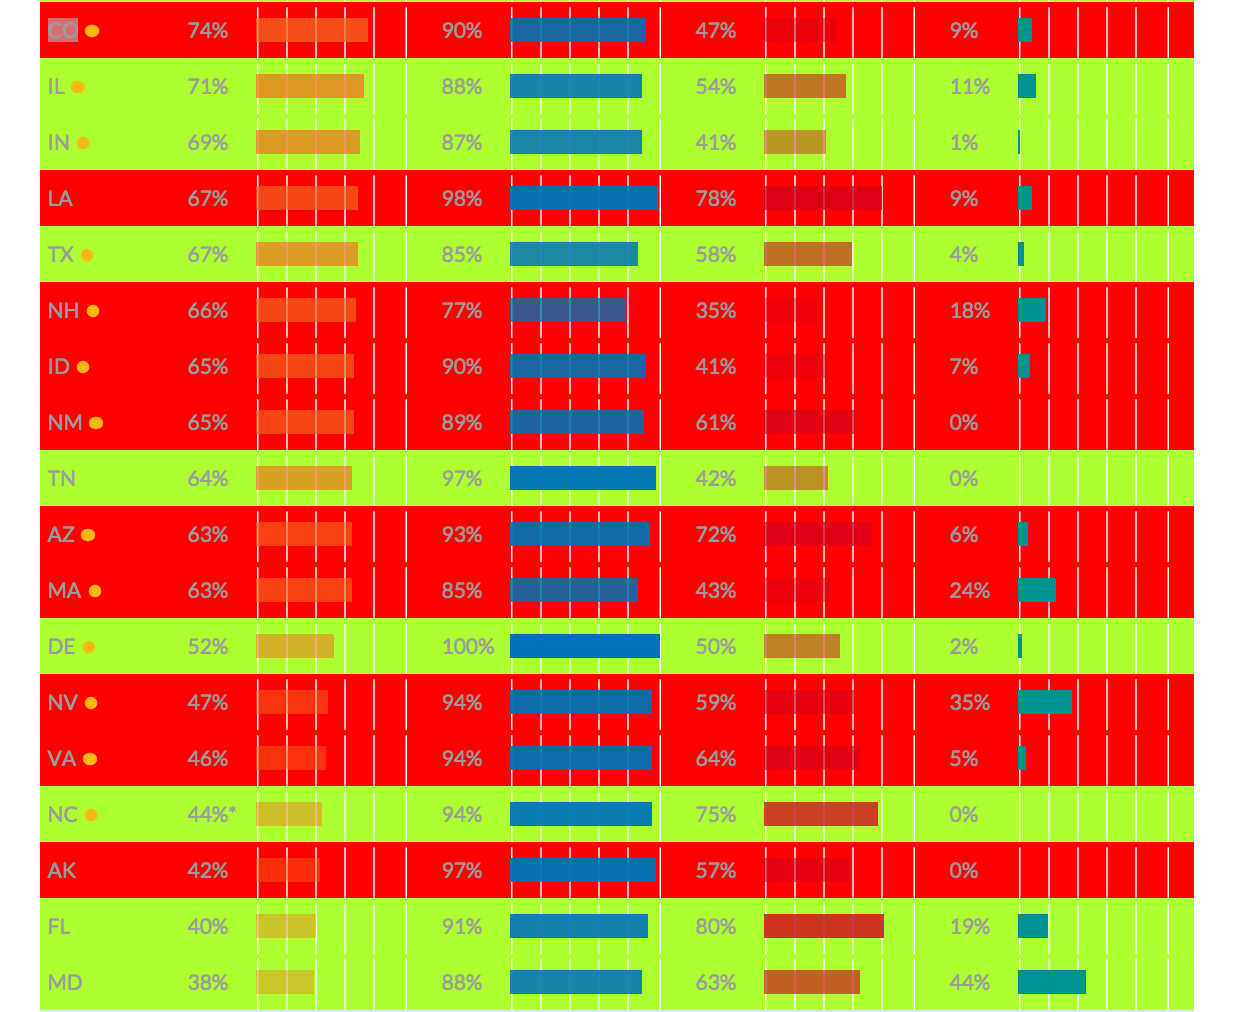 CO 74% 90% 47% 9%
IL 71% 88% 54% 11%
IN 69% 87% 41% 1%
LA 67% 98% 78% 9%
TX 67% 85% 58% 4%
NH 66% 77% 35% 18%
ID 65% 90% 41% 7%
NM 65% 89% 61% 0%
TN 64% 97% 42% 0%
AZ 63% 93% 72% 6%
MA 63% 85% 43% 24%
DE 52% 100% 50% 2%
NV 47% 94% 59% 35%
VA 46% 94% 64% 5%
NC 44%* 94% 75% 0%
AK 42% 97% 57% 0%
FL 40% 91% 80% 19%
MD 38% 88% 63% 44%